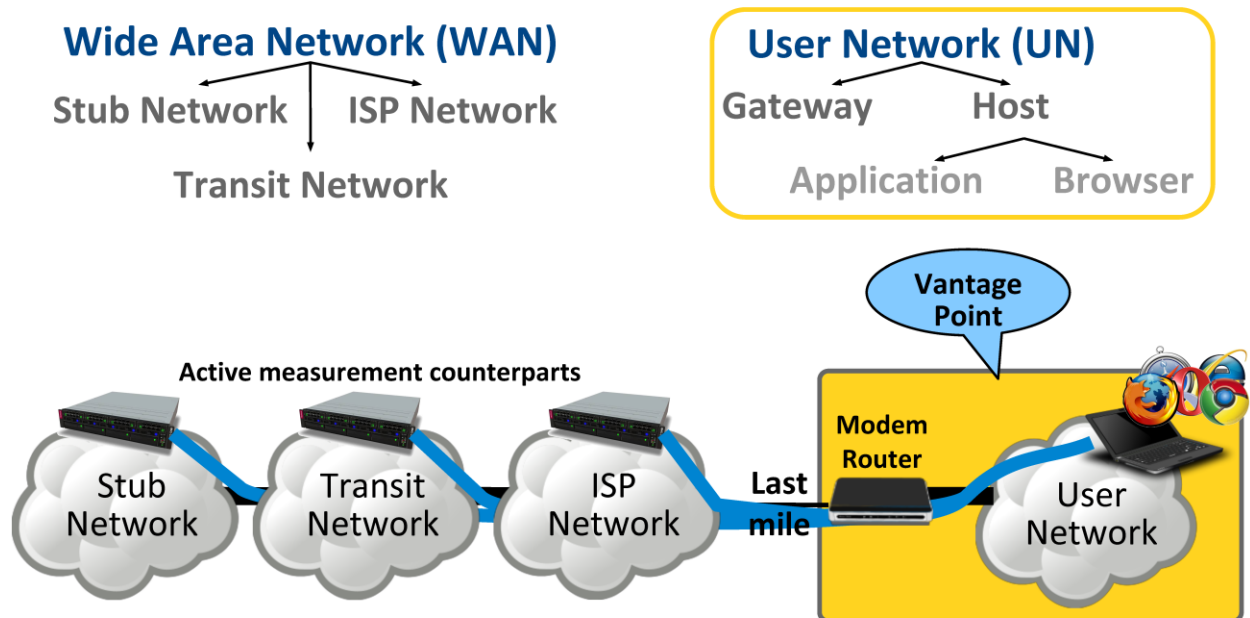 Wide Area Network (WAN)
Stub Network
ISP Network
Transit Network
User Network (UN)
Gateway
Host
Application
Browser
Vantage
Point
Active measurement counterparts
Stub
Network
Transit
Network
ISP
Network
Last
mile
Modem
Router
User
Network